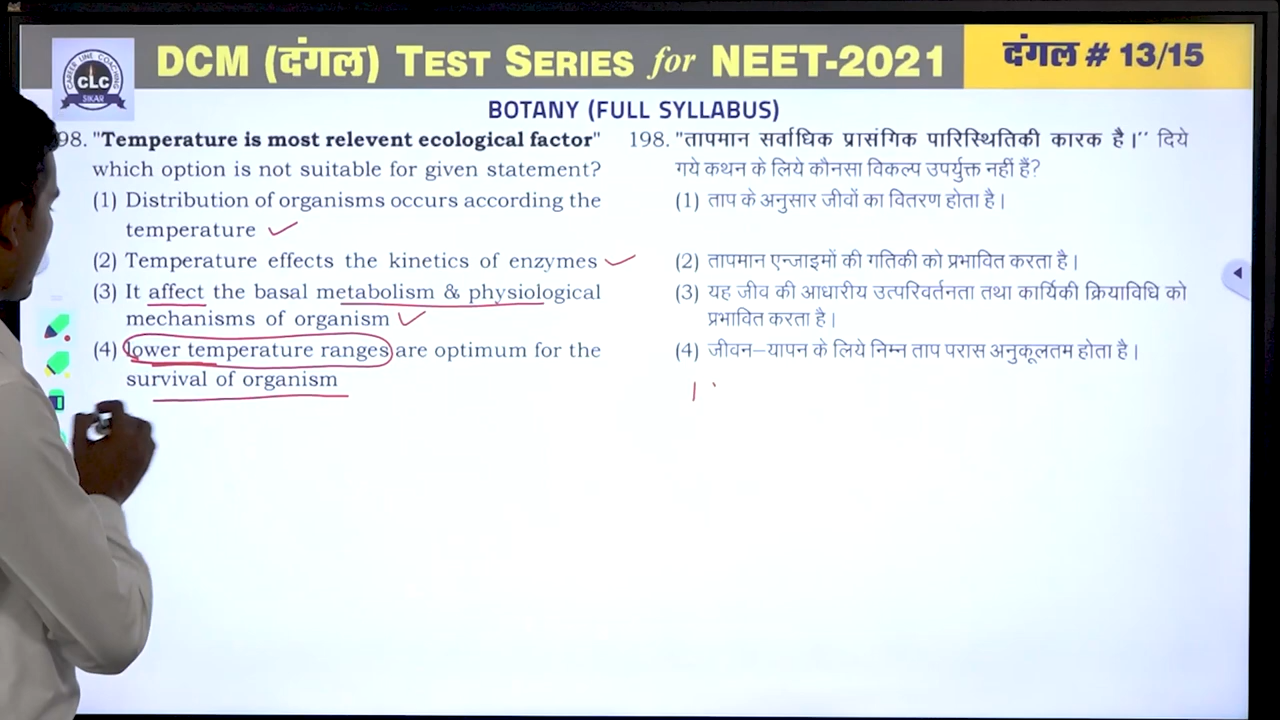 DCM (दंगल) TEST SERIES for NEET-2021
दंगल # 13/15
CAREER LINE COACHING
CLC
SIKAR
BOTANY (FULL SYLLABUS)
98. "Temperature is most relevent ecological factor"
which option is not suitable for given statement?
(1) Distribution of organisms occurs according the
temperature
(2) Temperature effects the kinetics of enzymes
(3) It affect the basal metabolism & physiological
mechanisms of organism
(4) lower temperature ranges are optimum for the
survival of organism
198. "तापमान सर्वाधिक प्रासंगिक पारिस्थितिकी कारक है।" दिये
गये कथन के लिये कौनसा विकल्प उपर्युक्त नहीं हैं?
(1) ताप के अनुसार जीवों का वितरण होता है।
(2) तापमान एन्जाइमों की गतिकी को प्रभावित करता है।
(3) यह जीव की आधारीय उत्परिवर्तनता तथा कार्यिकी क्रियाविधि को
प्रभावित करता है।
(4) जीवन–यापन के लिये निम्न ताप परास अनुकूलतम होता है।